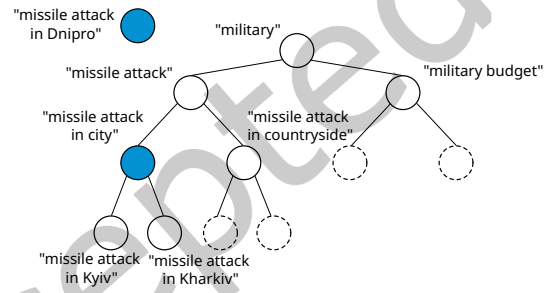 "missile attack
in Dnipro"
"military"
"missile attack"
"military budget"
"missile attack
in city"
"missile attack
in countryside"
"missile attack
in Kyiv"
"missile attack
in Kharkiv"
epted